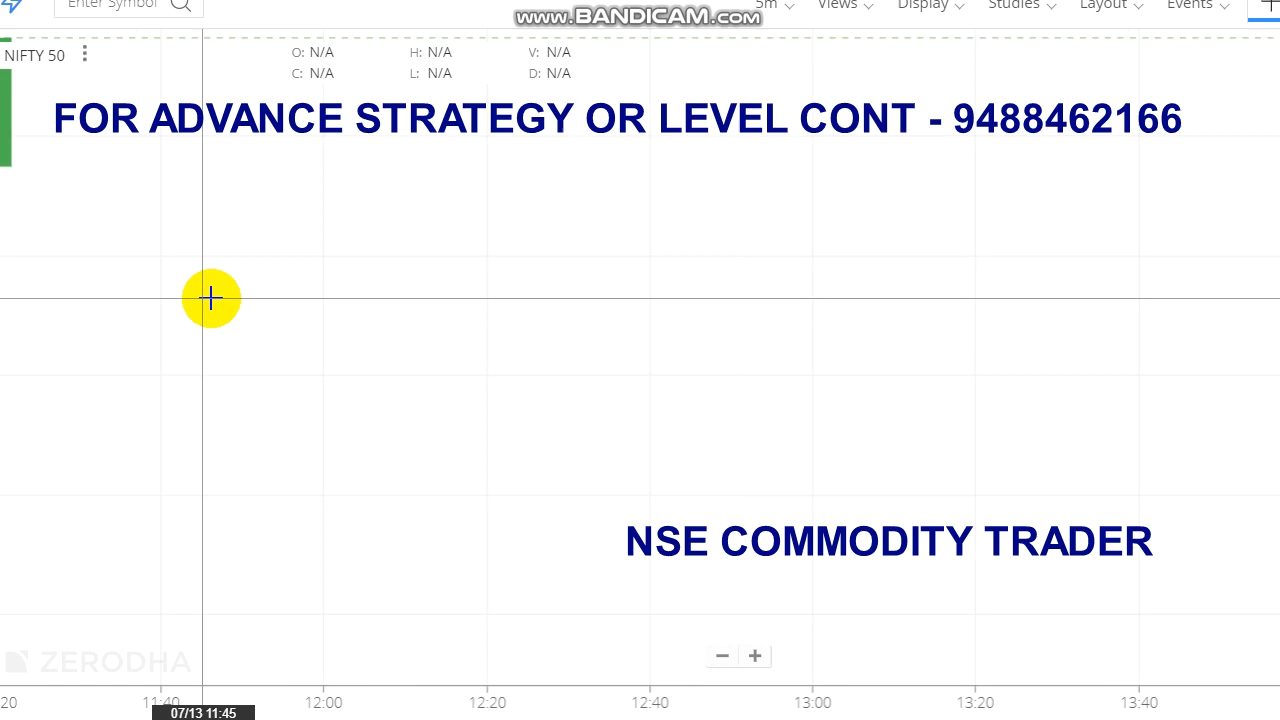 www.BANDICAM.com
Enter Symbol
5m Views Display Studies Layout Events
NIFTY 50
O: N/A H: N/A V: N/A
C: N/A L: N/A D: N/A
FOR ADVANCE STRATEGY OR LEVEL CONT - 9488462166
NSE COMMODITY TRADER
ZERODHA
20 11:40 12:00 12:20 12:40 13:00 13:20 13:40
07/13 11:45